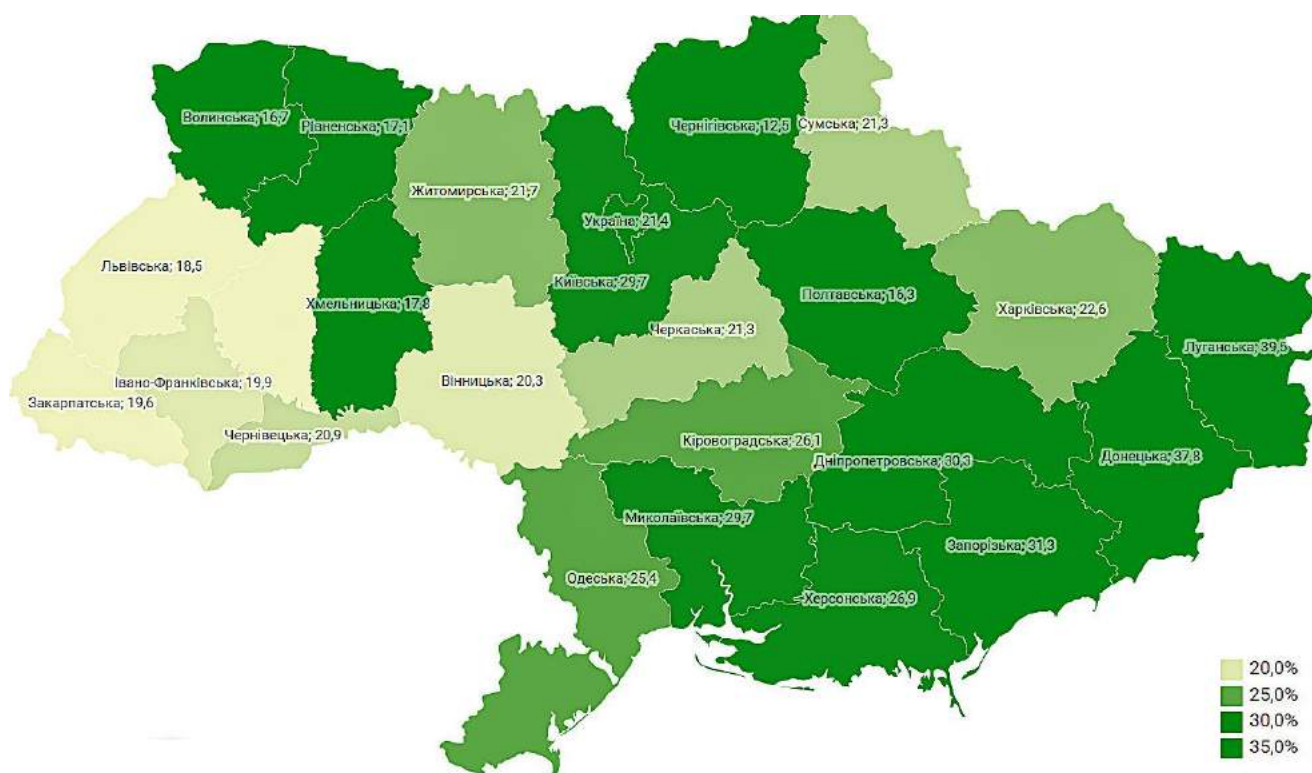 Волинська; 16,7
Рівненська; 17,1
Чернігівська; 12,5
Сумська; 21,3
Житомирська; 21,7
Україна; 21,4
Львівська; 18,5
Київська; 29,7
Полтавська; 16,3
Хмельницька; 17,8
Харківська; 22,6
Черкаська; 21,3
Луганська; 39,5
Івано-Франківська; 19,9
Вінницька; 20,3
Закарпатська; 19,6
Чернівецька; 20,9
Кіровоградська; 26,1
Дніпропетровська; 30,3
Донецька; 37,8
Миколаївська; 29,7
Запорізька; 31,3
Одеська; 25,4
Херсонська; 26,9
20,0%
25,0%
30,0%
35,0%